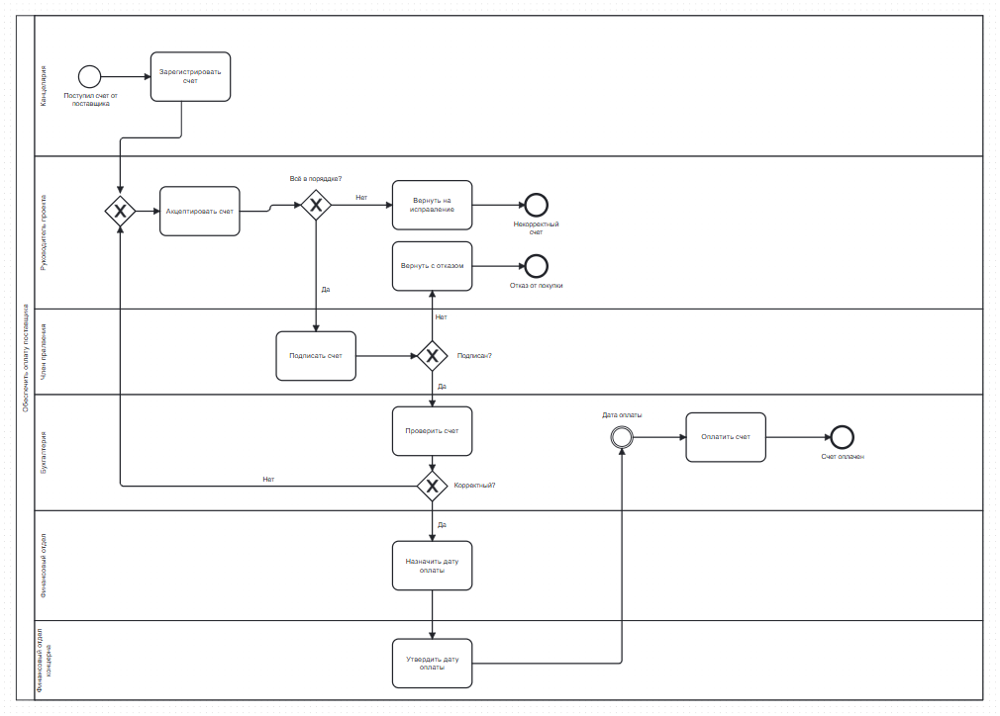 Обеспечить оплату поставщика
Канцелярия
Поступил счет от
поставщика
Зарегистрировать
счет
Руководитель проекта
Акцептировать счет
Всё в порядке?
Нет
Да
Вернуть на
исправление
Некорректный
счет
Вернуть с отказом
Отказ от покупки
Член правления
Подписать счет
Нет
Подписан?
Да
Бухгалтерия
Проверить счет
Нет
Корректный?
Дата оплаты
Оплатить счет
Счет оплачен
Финансовый отдел
Да
Назначить дату
оплаты
Финансовый отдел
концерна
Утвердить дату
оплаты